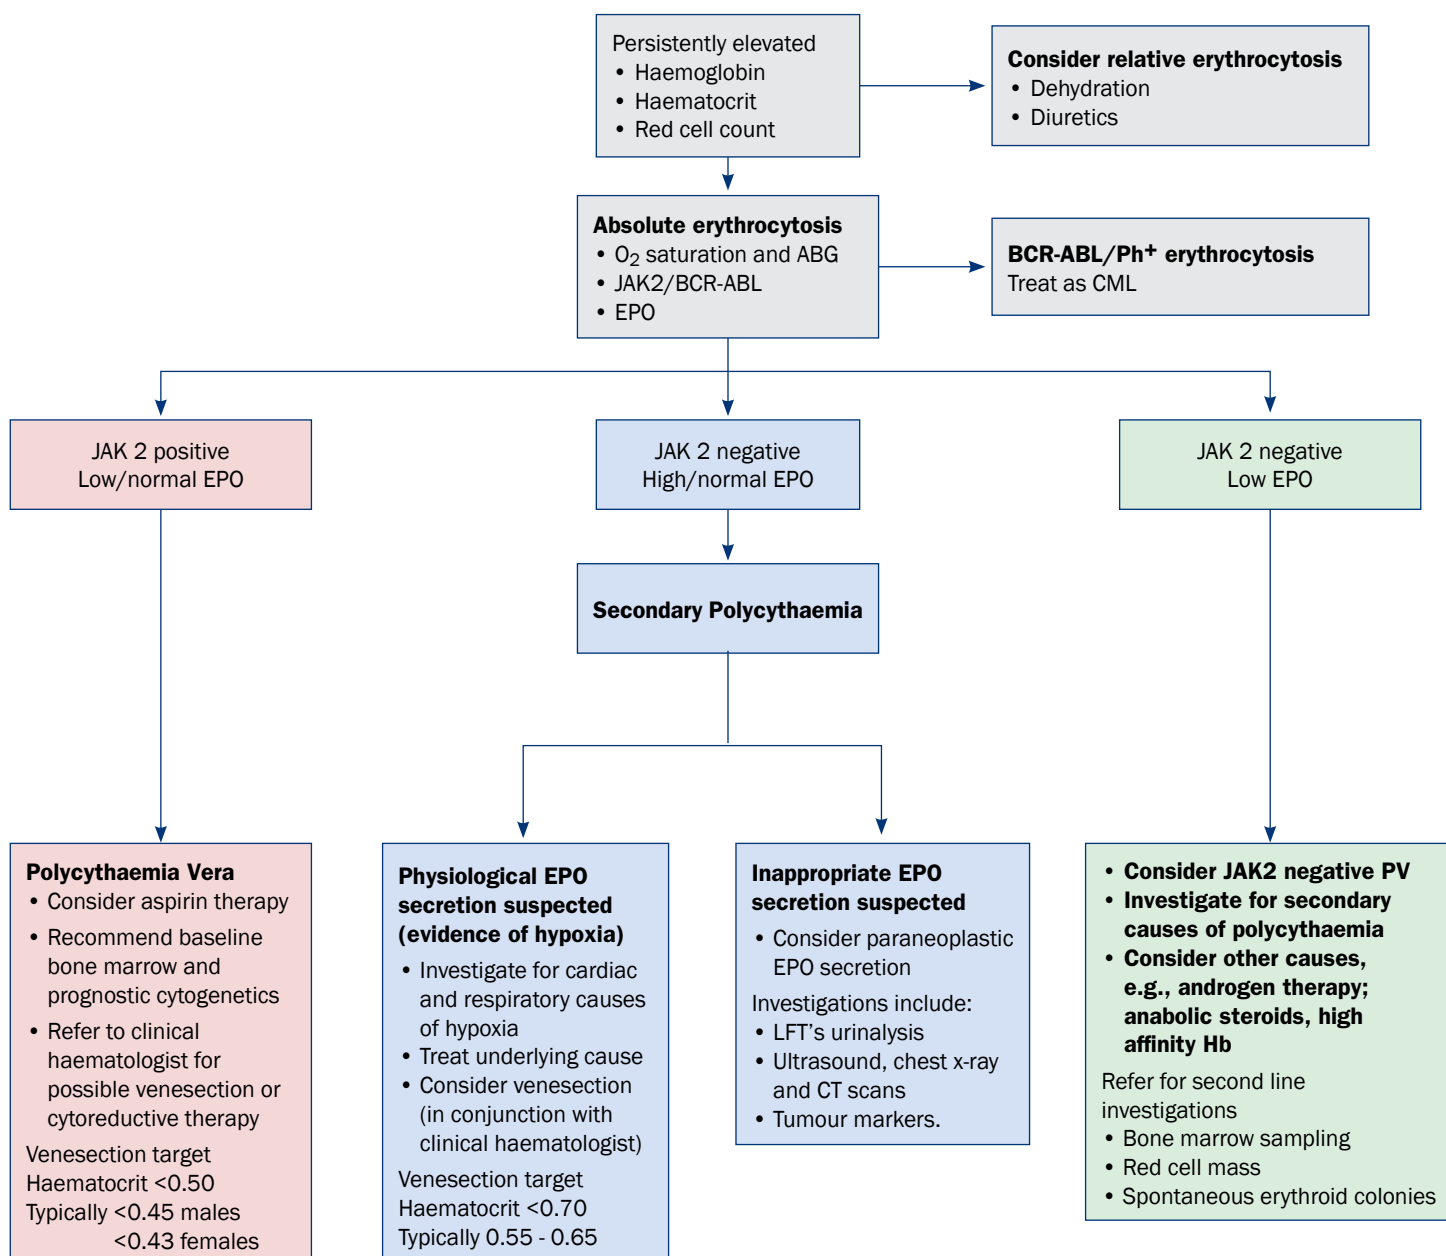 Persistently elevated
• Haemoglobin
• Haematocrit
• Red cell count
Consider relative erythrocytosis
• Dehydration
• Diuretics
Absolute erythrocytosis
• O2 saturation and ABG
• JAK2/BCR-ABL
• EPO
BCR-ABL/Ph+ erythrocytosis
Treat as CML
JAK 2 positive
Low/normal EPO
JAK 2 negative
High/normal EPO
JAK 2 negative
Low EPO
Secondary Polycythaemia
Polycythaemia Vera
• Consider aspirin therapy
• Recommend baseline
bone marrow and
prognostic cytogenetics
• Refer to clinical
haematologist for
possible venesection or
cytoreductive therapy
Venesection target
Haematocrit <0.50
Typically <0.45 males
<0.43 females
Physiological EPO
secretion suspected
(evidence of hypoxia)
• Investigate for cardiac
and respiratory causes
of hypoxia
• Treat underlying cause
• Consider venesection
(in conjunction with
clinical haematologist)
Venesection target
Haematocrit <0.70
Typically 0.55 - 0.65
Inappropriate EPO
secretion suspected
• Consider paraneoplastic
EPO secretion
Investigations include:
• LFT's urinalysis
• Ultrasound, chest x-ray
and CT scans
• Tumour markers.
• Consider JAK2 negative PV
• Investigate for secondary
causes of polycythaemia
• Consider other causes,
e.g., androgen therapy;
anabolic steroids, high
affinity Hb
Refer for second line
investigations
• Bone marrow sampling
• Red cell mass
• Spontaneous erythroid colonies